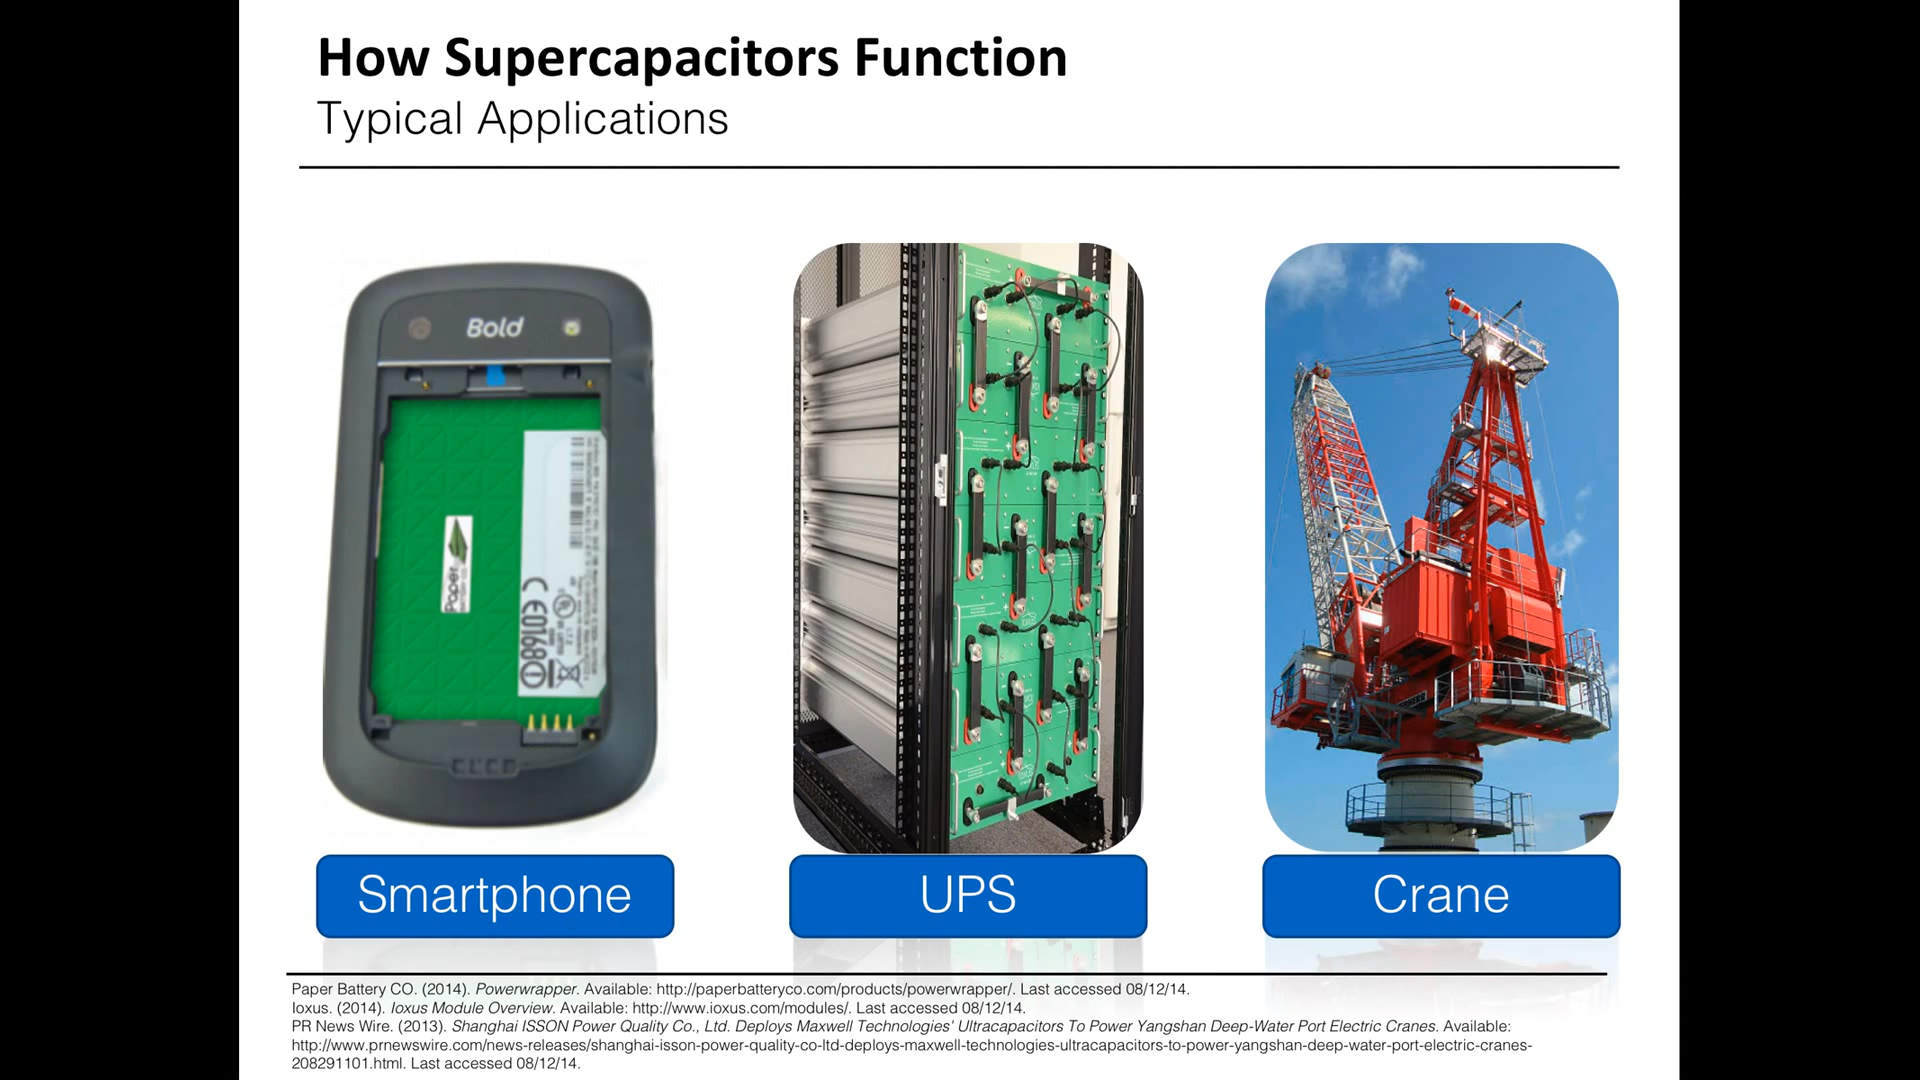 How Supercapacitors Function
Typical Applications
Bold
Paper
CE0168
Smartphone
UPS
Crane
Paper Battery CO. (2014). Powerwrapper. Available: http://paperbatteryco.com/products/powerwrapper/. Last accessed 08/12/14.
Ioxus. (2014). Ioxus Module Overview. Available: http://www.ioxus.com/modules/. Last accessed 08/12/14.
PR News Wire. (2013). Shanghai ISSON Power Quality Co., Ltd. Deploys Maxwell Technologies' Ultracapacitors To Power Yangshan Deep-Water Port Electric Cranes. Available:
http://www.prnewswire.com/news-releases/shanghai-isson-power-quality-co-ltd-deploys-maxwell-technologies-ultracapacitors-to-power-yangshan-deep-water-port-electric-cranes-
208291101.html. Last accessed 08/12/14.